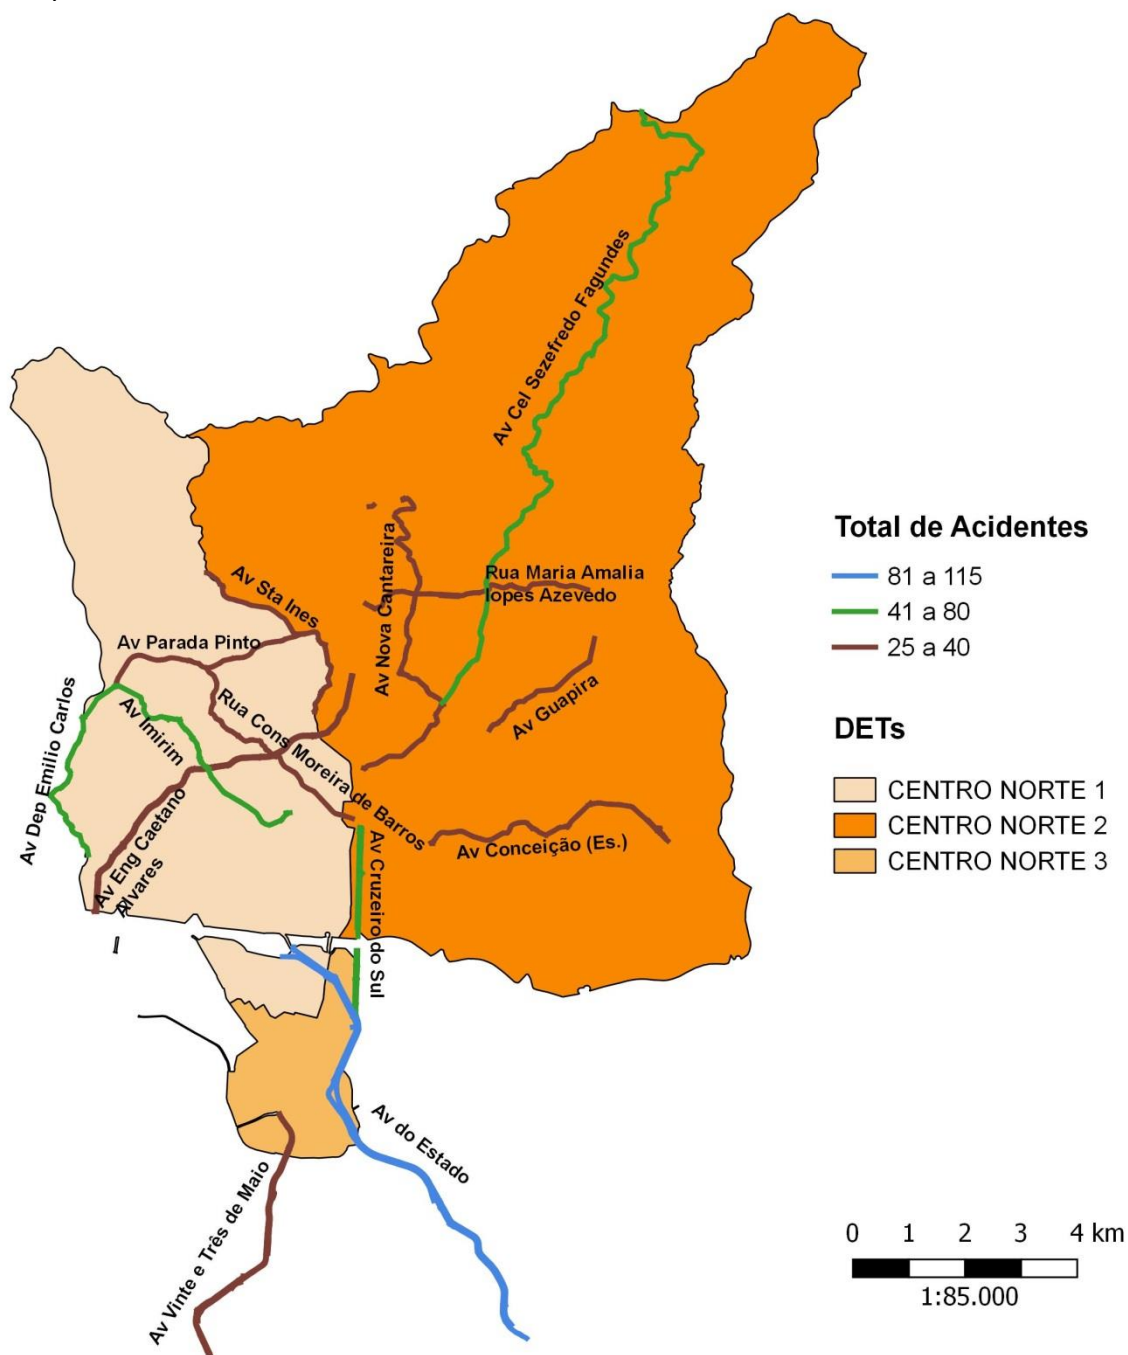 Av Cel Sezefredo Fagundes
Av Nova Cantareira
Rua Maria Amalia
lopes Azevedo
Av Sta Ines
Av Parada Pinto
Av Guapira
Av Dep Emilio Carlos
Av Imirim
Rua Cons Moreira de Barros
Av Eng Caetano
Alvares
Av Conceição (Es.)
Av Cruzeiro do Sul
Av do Estado
Av Vinte e Três de Maio
Total de Acidentes
81 a 115
41 a 80
25 a 40
DETs
CENTRO NORTE 1
CENTRO NORTE 2
CENTRO NORTE 3
0 1 2 3 4 km
1:85.000